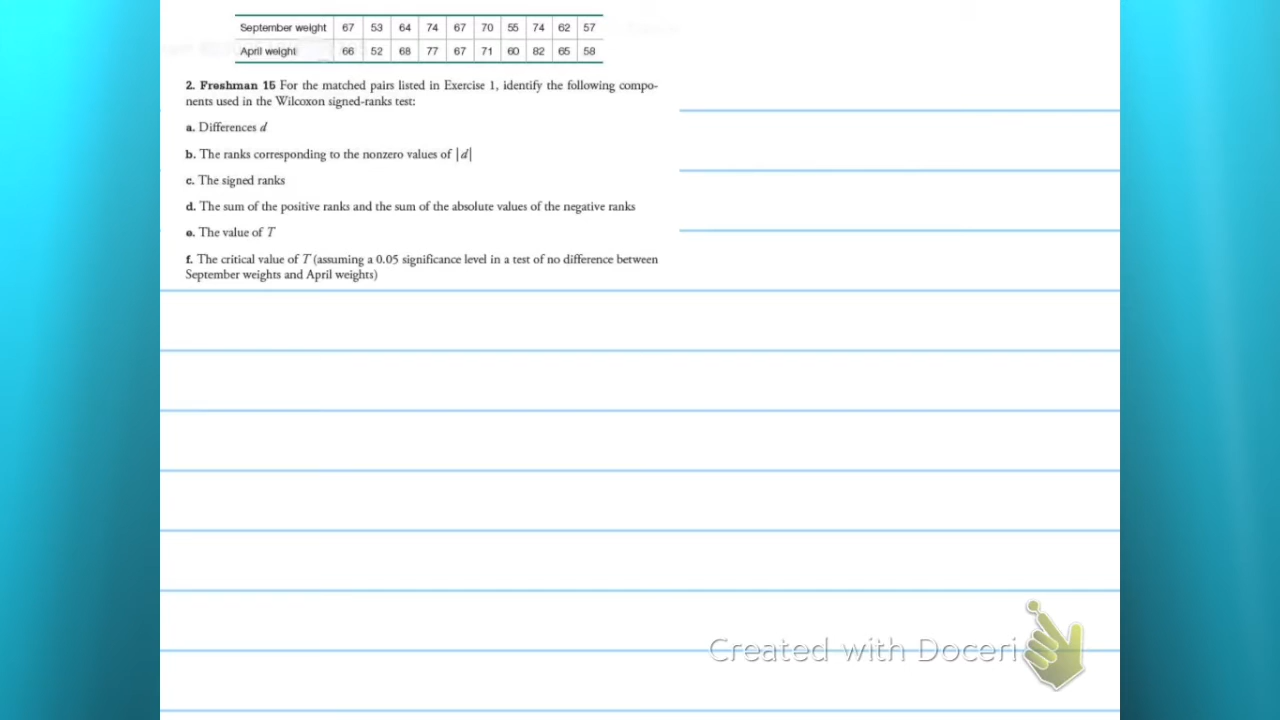 September weight 67 53 64 74 67 70 55 74 62 57
April weight 66 52 68 77 67 71 60 82 65 58
2. Freshman 15 For the matched pairs listed in Exercise 1, identify the following compo-
nents used in the Wilcoxon signed-ranks test:
a. Differences d
b. The ranks corresponding to the nonzero values of |d|
c. The signed ranks
d. The sum of the positive ranks and the sum of the absolute values of the negative ranks
e. The value of T
f. The critical value of T (assuming a 0.05 significance level in a test of no difference between
September weights and April weights)
Created with Doceri